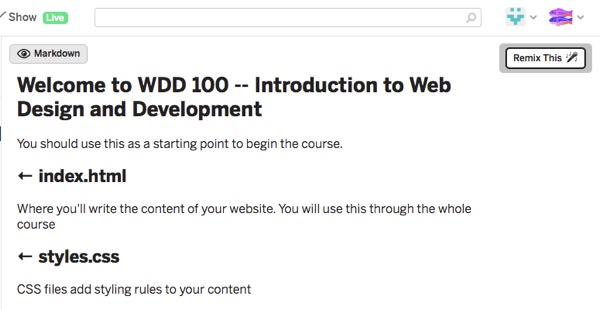 Show Live
Markdown
Remix This
Welcome to WDD 100 -- Introduction to Web
Design and Development
You should use this as a starting point to begin the course.
← index.html
Where you'll write the content of your website. You will use this through the whole
course
← styles.css
CSS files add styling rules to your content